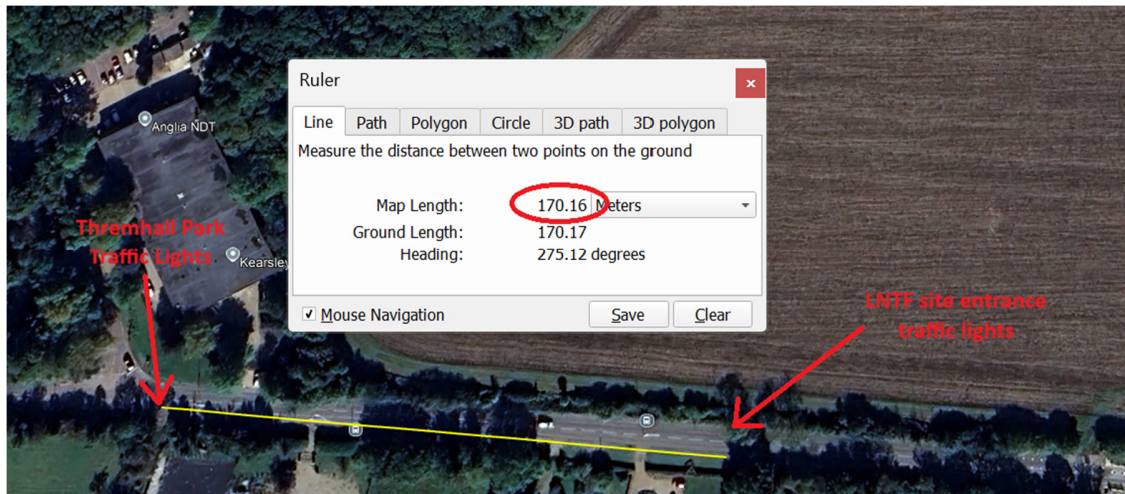 Ruler
x
Line Path Polygon Circle 3D path 3D polygon
Measure the distance between two points on the ground
Map Length: 170.16 Meters
Ground Length: 170.17
Heading: 275.12 degrees
Mouse Navigation Save Clear
Anglia NDT
Thremhall Park
Traffic Lights
Kearsley
LNTF site entrance
traffic lights